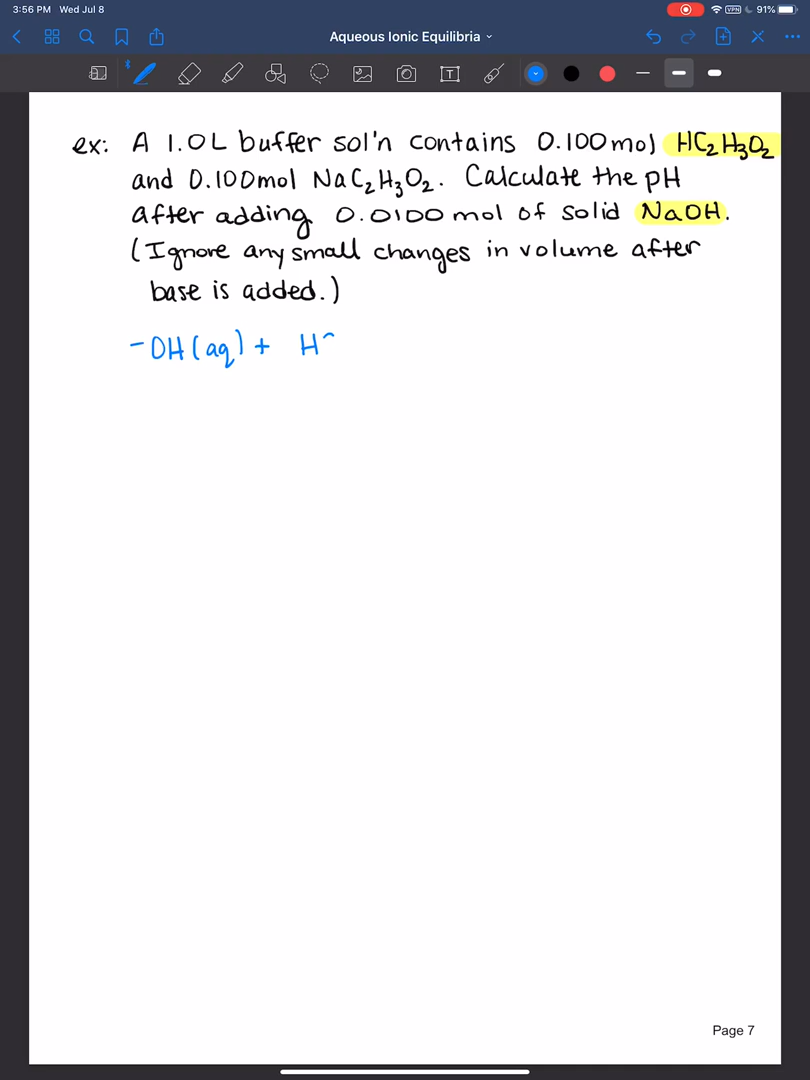 3:56 PM Wed Jul 8
VPN 91%
Aqueous Ionic Equilibria
T
ex: A 1.0L buffer sol'n contains 0.100mol HC₂H₃O₂
and 0.100mol NaC₂H₃O₂. Calculate the pH
after adding 0.0100 mol of solid NaOH.
(Ignore any small changes in volume after
base is added.)
⁻OH(aq) + H
Page 7